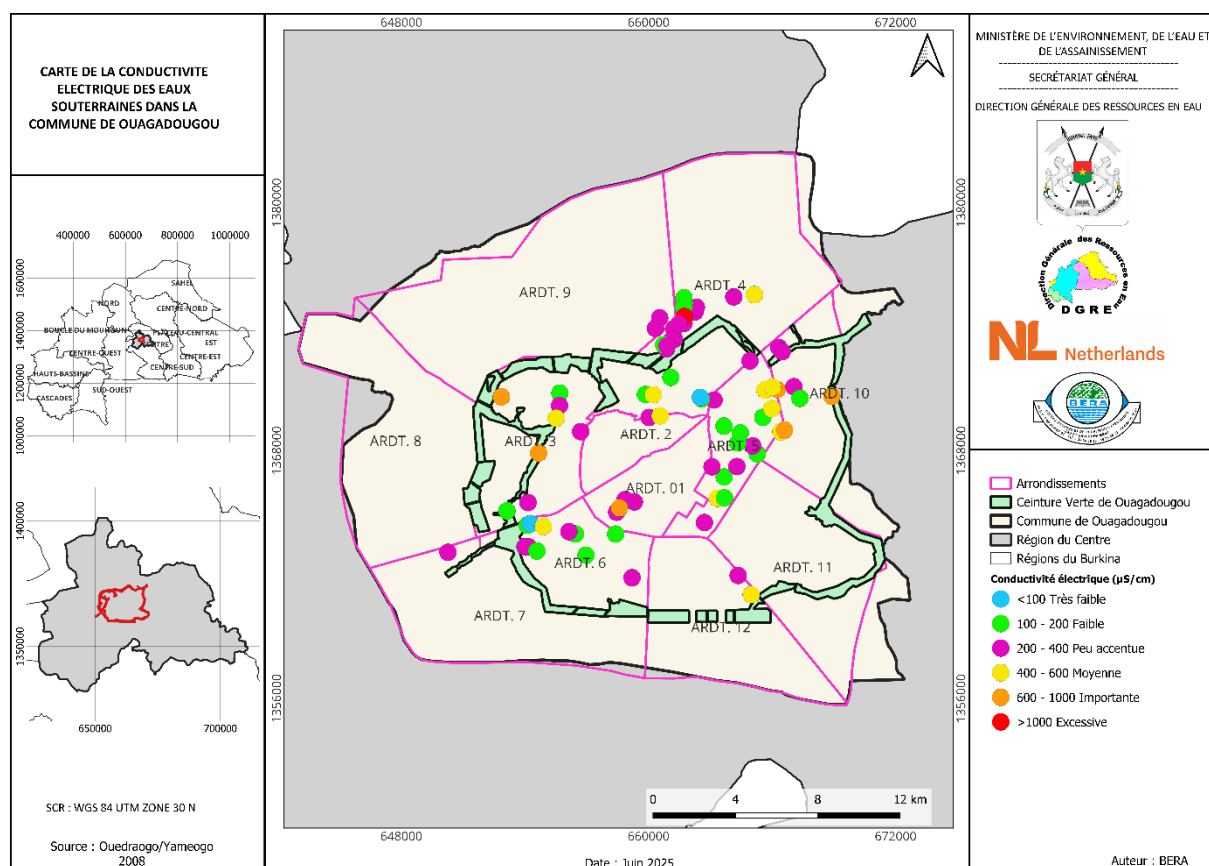 CARTE DE LA CONDUCTIVITE
ELECTRIQUE DES EAUX
SOUTERRAINES DANS LA
COMMUNE DE OUAGADOUGOU
400000 600000 800000 1000000
1600000
1400000
1200000
1000000
SAHEL
NORD
CENTRE-NORD
BOUCLE DU MOUHOUN
PLATEAU-CENTRAL
EST
CENTRE
CENTRE-OUEST
CENTRE-EST
CENTRE-SUD
HAUTS-BASSINS
SUD-OUEST
CASCADES
1400000
1350000
650000 700000
SCR : WGS 84 UTM ZONE 30 N
Source : Ouedraogo/Yameogo
2008
648000 660000 672000
1380000 1380000
1368000 1368000
1356000 1356000
ARDT. 4
ARDT. 9
ARDT. 10
ARDT. 8
ARDT. 3
ARDT. 2
ARDT. 5
ARDT. 01
ARDT. 6
ARDT. 11
ARDT. 7
ARDT. 12
0 4 8 12 km
648000 660000 672000
Date : Juin 2025
MINISTÈRE DE L'ENVIRONNEMENT, DE L'EAU ET
DE L'ASSAINISSEMENT
SECRÉTARIAT GÉNÉRAL
DIRECTION GÉNÉRALE DES RESSOURCES EN EAU
Direction Générale des Ressources en Eau
DGRE
NL Netherlands
BERA
Arrondissements
Ceinture Verte de Ouagadougou
Commune de Ouagadougou
Région du Centre
Régions du Burkina
Conductivité électrique (µS/cm)
<100 Très faible
100 - 200 Faible
200 - 400 Peu accentue
400 - 600 Moyenne
600 - 1000 Importante
>1000 Excessive
Auteur : BERA